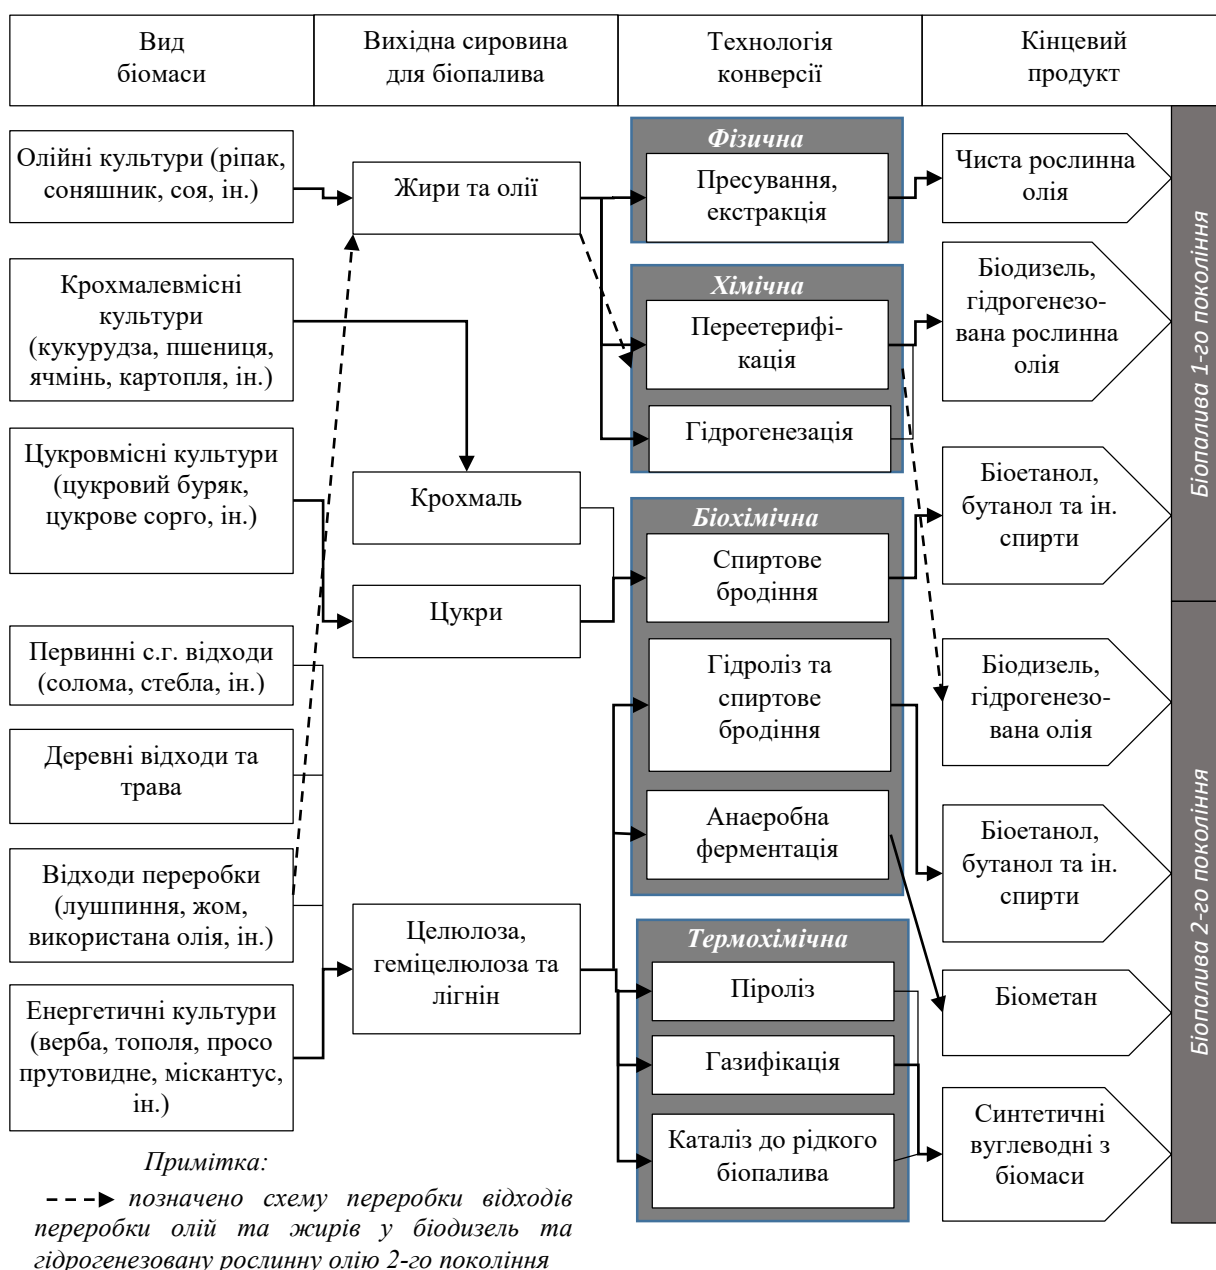 Вид
біомаси
Вихідна сировина
для біопалива
Технологія
конверсії
Кінцевий
продукт
Олійні культури (ріпак,
соняшник, соя, ін.)
Крохмалевмісні
культури
(кукурудза, пшениця,
ячмінь, картопля, ін.)
Цукровмісні культури
(цукровий буряк,
цукрове сорго, ін.)
Первинні с.г. відходи
(солома, стебла, ін.)
Деревні відходи та
трава
Відходи переробки
(лушпиння, жом,
використана олія, ін.)
Енергетичні культури
(верба, тополя, просо
прутовидне, міскантус,
ін.)
Жири та олії
Крохмаль
Цукри
Целюлоза,
геміцелюлоза та
лігнін
Фізична
Пресування,
екстракція
Хімічна
Переетерифі-
кація
Гідрогенезація
Біохімічна
Спиртове
бродіння
Гідроліз та
спиртове
бродіння
Анаеробна
ферментація
Термохімічна
Піроліз
Газифікація
Каталіз до рідкого
біопалива
Чиста рослинна
олія
Біодизель,
гідрогенезо-
вана рослинна
олія
Біоетанол,
бутанол та ін.
спирти
Біодизель,
гідрогенезо-
вана олія
Біоетанол,
бутанол та ін.
спирти
Біометан
Синтетичні
вуглеводні з
біомаси
Біопалива 1-го покоління
Біопалива 2-го покоління
Примітка:
позначено схему переробки відходів
переробки олій та жирів у біодизель та
гідрогенезовану рослинну олію 2-го покоління